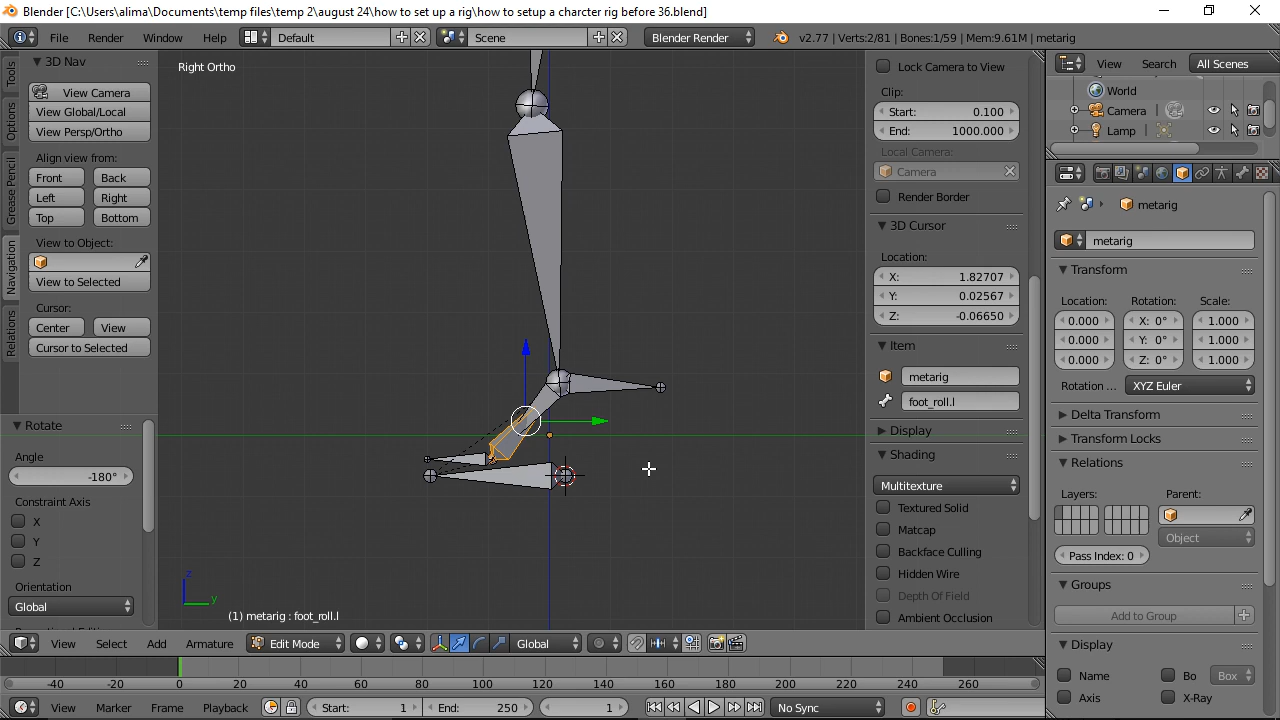 Blender [C:\Users\alima\Documents\temp files\temp 2\august 24\how to set up a rig\how to setup a charcter rig before 36.blend]
File Render Window Help Default Scene Blender Render v2.77 | Verts:2/81 | Bones:1/59 | Mem:9.61M | metarig
View Search All Scenes
World
Camera
Lamp
Tools
Options
Grease Pencil
Navigation
Relations
3D Nav
View Camera
View Global/Local
View Persp/Ortho
Align view from:
Front Back
Left Right
Top Bottom
View to Object:
View to Selected
Cursor:
Center View
Cursor to Selected
Rotate
Angle
-180°
Constraint Axis
X
Y
Z
Orientation
Global
Right Ortho
z
y
(1) metarig : foot_roll.l
Lock Camera to View
Clip:
Start: 0.100
End: 1000.000
Local Camera:
Camera
Render Border
3D Cursor
Location:
X: 1.82707
Y: 0.02567
Z: -0.06650
Item
metarig
foot_roll.l
Display
Shading
Multitexture
Textured Solid
Matcap
Backface Culling
Hidden Wire
Depth Of Field
Ambient Occlusion
metarig
metarig
Transform
Location: Rotation: Scale:
0.000 X: 0° 1.000
0.000 Y: 0° 1.000
0.000 Z: 0° 1.000
Rotation ... XYZ Euler
Delta Transform
Transform Locks
Relations
Layers: Parent:
Object
Pass Index: 0
Groups
Add to Group
Display
Name Bo Box
Axis X-Ray
View Select Add Armature Edit Mode Global
-40 -20 0 20 40 60 80 100 120 140 160 180 200 220 240 260
View Marker Frame Playback Start: 1 End: 250 1 No Sync